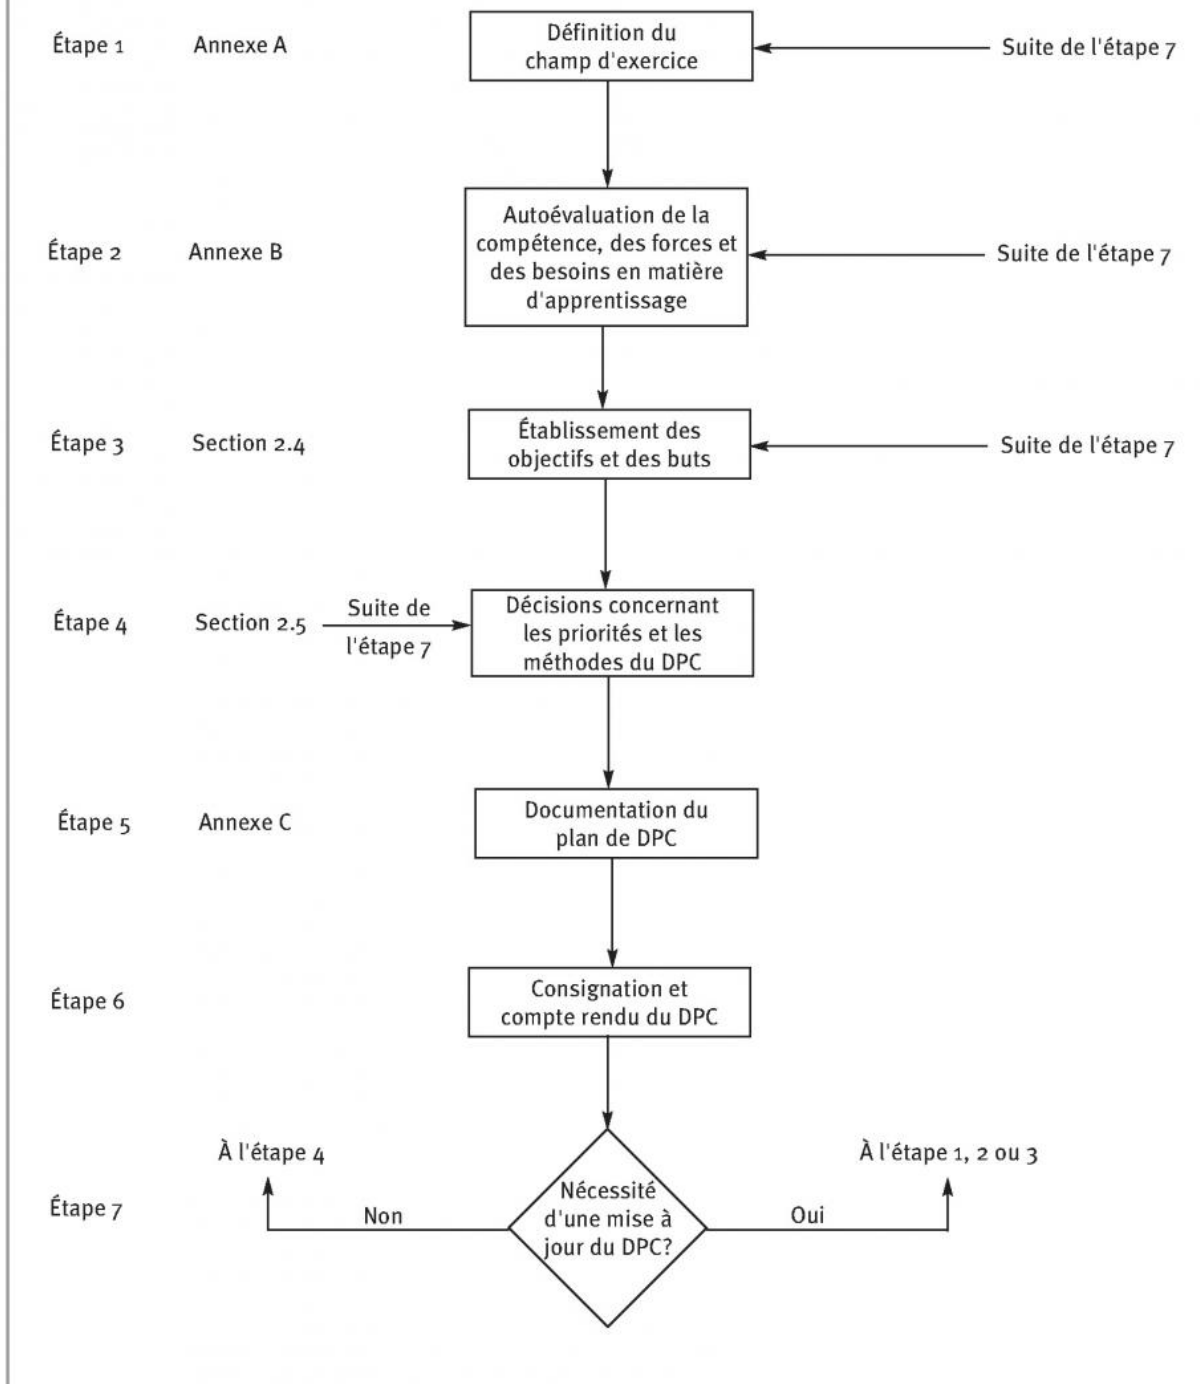 Étape 1
Annexe A
Définition du
champ d'exercice
Suite de l'étape 7
Étape 2
Annexe B
Autoévaluation de la
compétence, des forces et
des besoins en matière
d'apprentissage
Suite de l'étape 7
Étape 3
Section 2.4
Établissement des
objectifs et des buts
Suite de l'étape 7
Étape 4
Section 2.5
Suite de
l'étape 7
Décisions concernant
les priorités et les
méthodes du DPC
Étape 5
Annexe C
Documentation du
plan de DPC
Étape 6
Consignation et
compte rendu du DPC
À l'étape 4
À l'étape 1, 2 ou 3
Étape 7
Non
Nécessité
d'une mise à
jour du DPC?
Oui